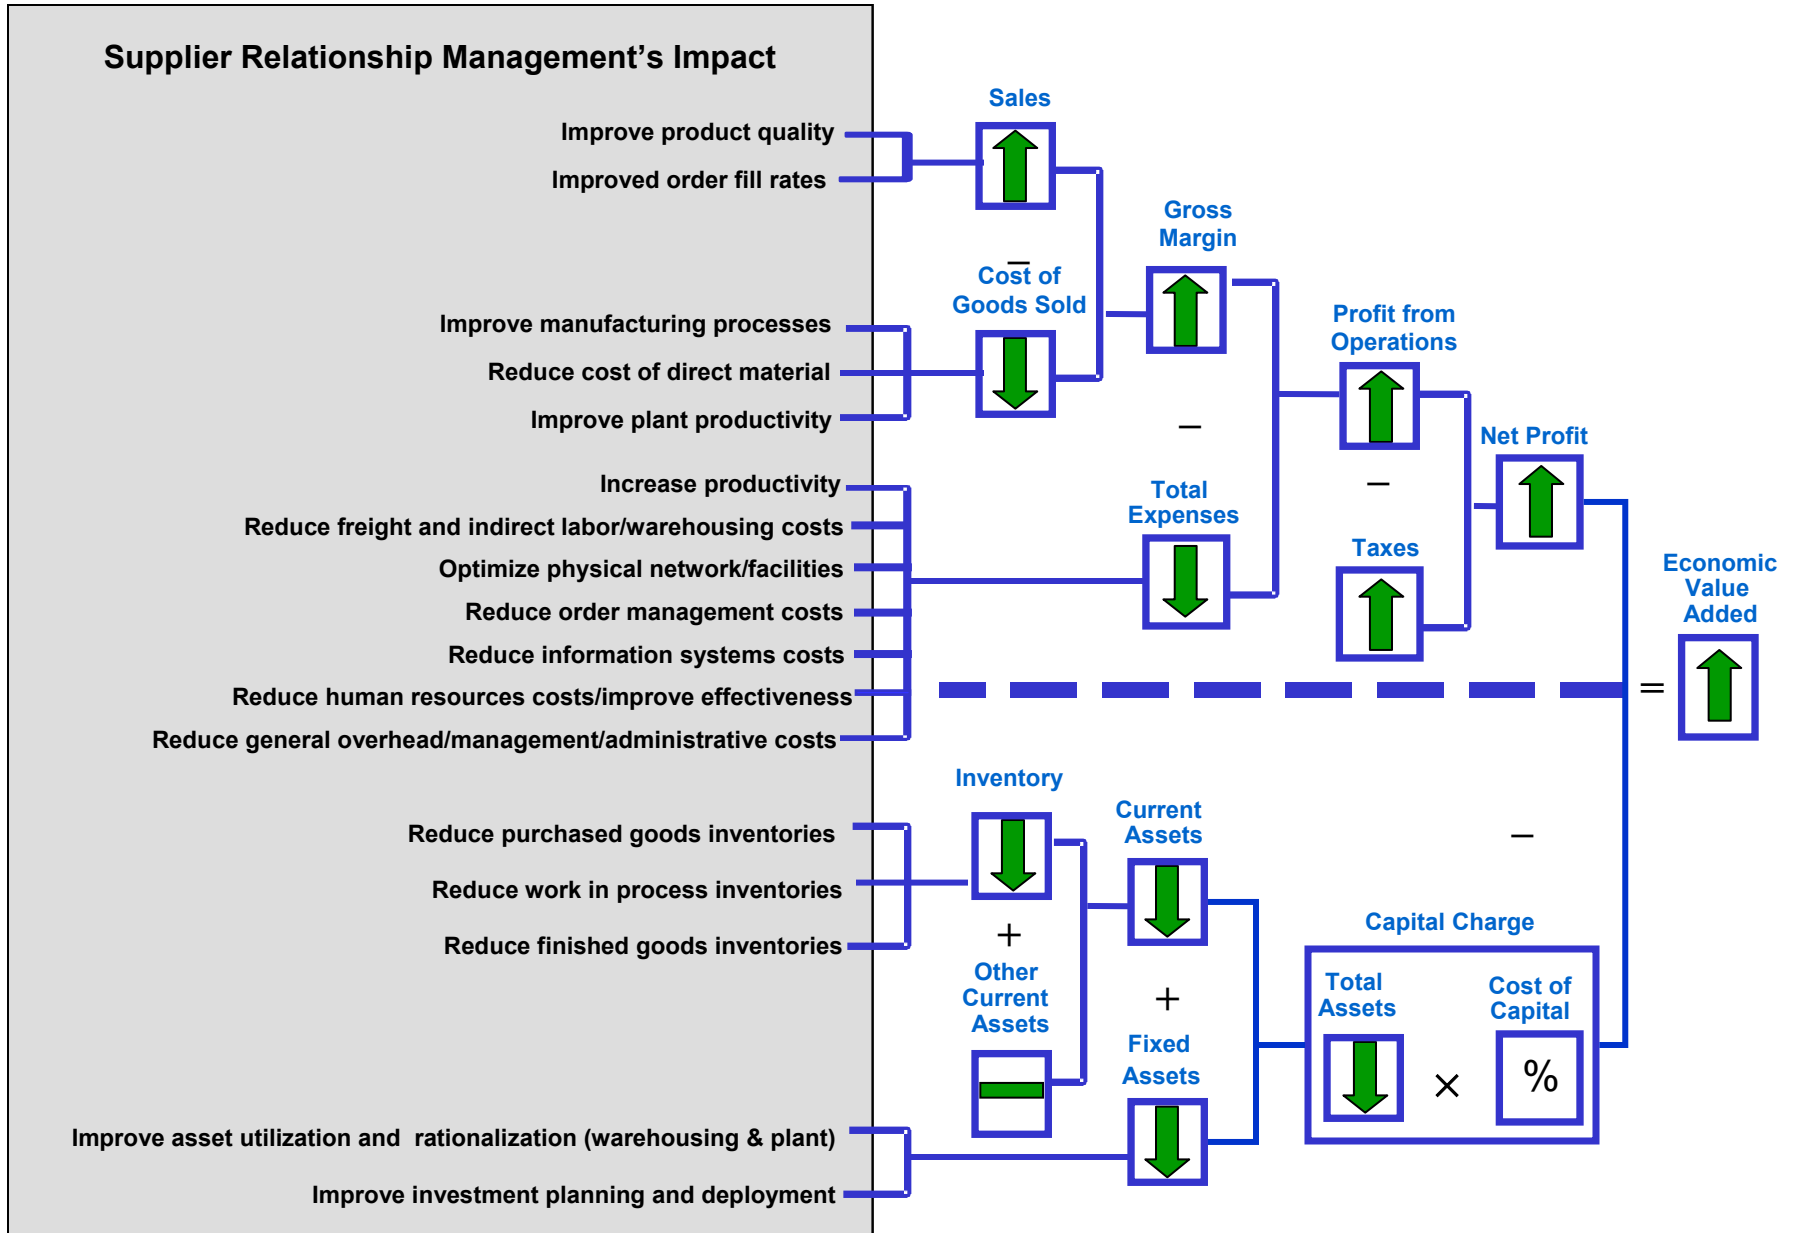 Supplier Relationship Management’s Impact
Sales
Improve product quality
Improved order fill rates
Gross
Margin
–
Cost of
Goods Sold
Profit from
Operations
Improve manufacturing processes
Reduce cost of direct material
Improve plant productivity
–
Net Profit
Increase productivity
Total
Expenses
–
Reduce freight and indirect labor/warehousing costs
Taxes
Optimize physical network/facilities
Economic
Value
Added
Reduce order management costs
Reduce information systems costs
Reduce human resources costs/improve effectiveness
=
Reduce general overhead/management/administrative costs
Inventory
Current
Assets
Reduce purchased goods inventories
–
Reduce work in process inventories
Reduce finished goods inventories
+
Capital Charge
Other
Current
Assets
+
Total
Assets
Cost of
Capital
Fixed
Assets
×
%
Improve asset utilization and  rationalization (warehousing & plant)
Improve investment planning and deployment